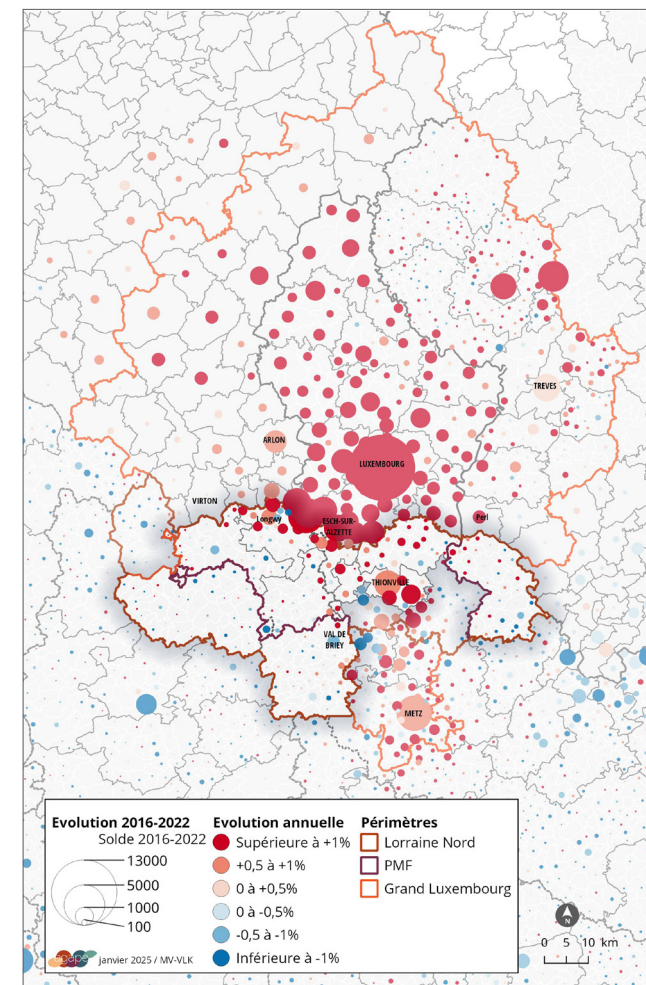 TREVES
ARLON
LUXEMBOURG
VIRTON
Longwy
ESCH-SUR-
ALZETTE
Perl
THIONVILLE
VAL DE
BRIEY
METZ
Evolution 2016-2022
Solde 2016-2022
13000
5000
1000
100
Evolution annuelle
Supérieure à +1%
+0,5 à +1%
0 à +0,5%
0 à -0,5%
-0,5 à -1%
Inférieure à -1%
Périmètres
Lorraine Nord
PMF
Grand Luxembourg
agape janvier 2025 / MV-VLK
N
0 5 10 km